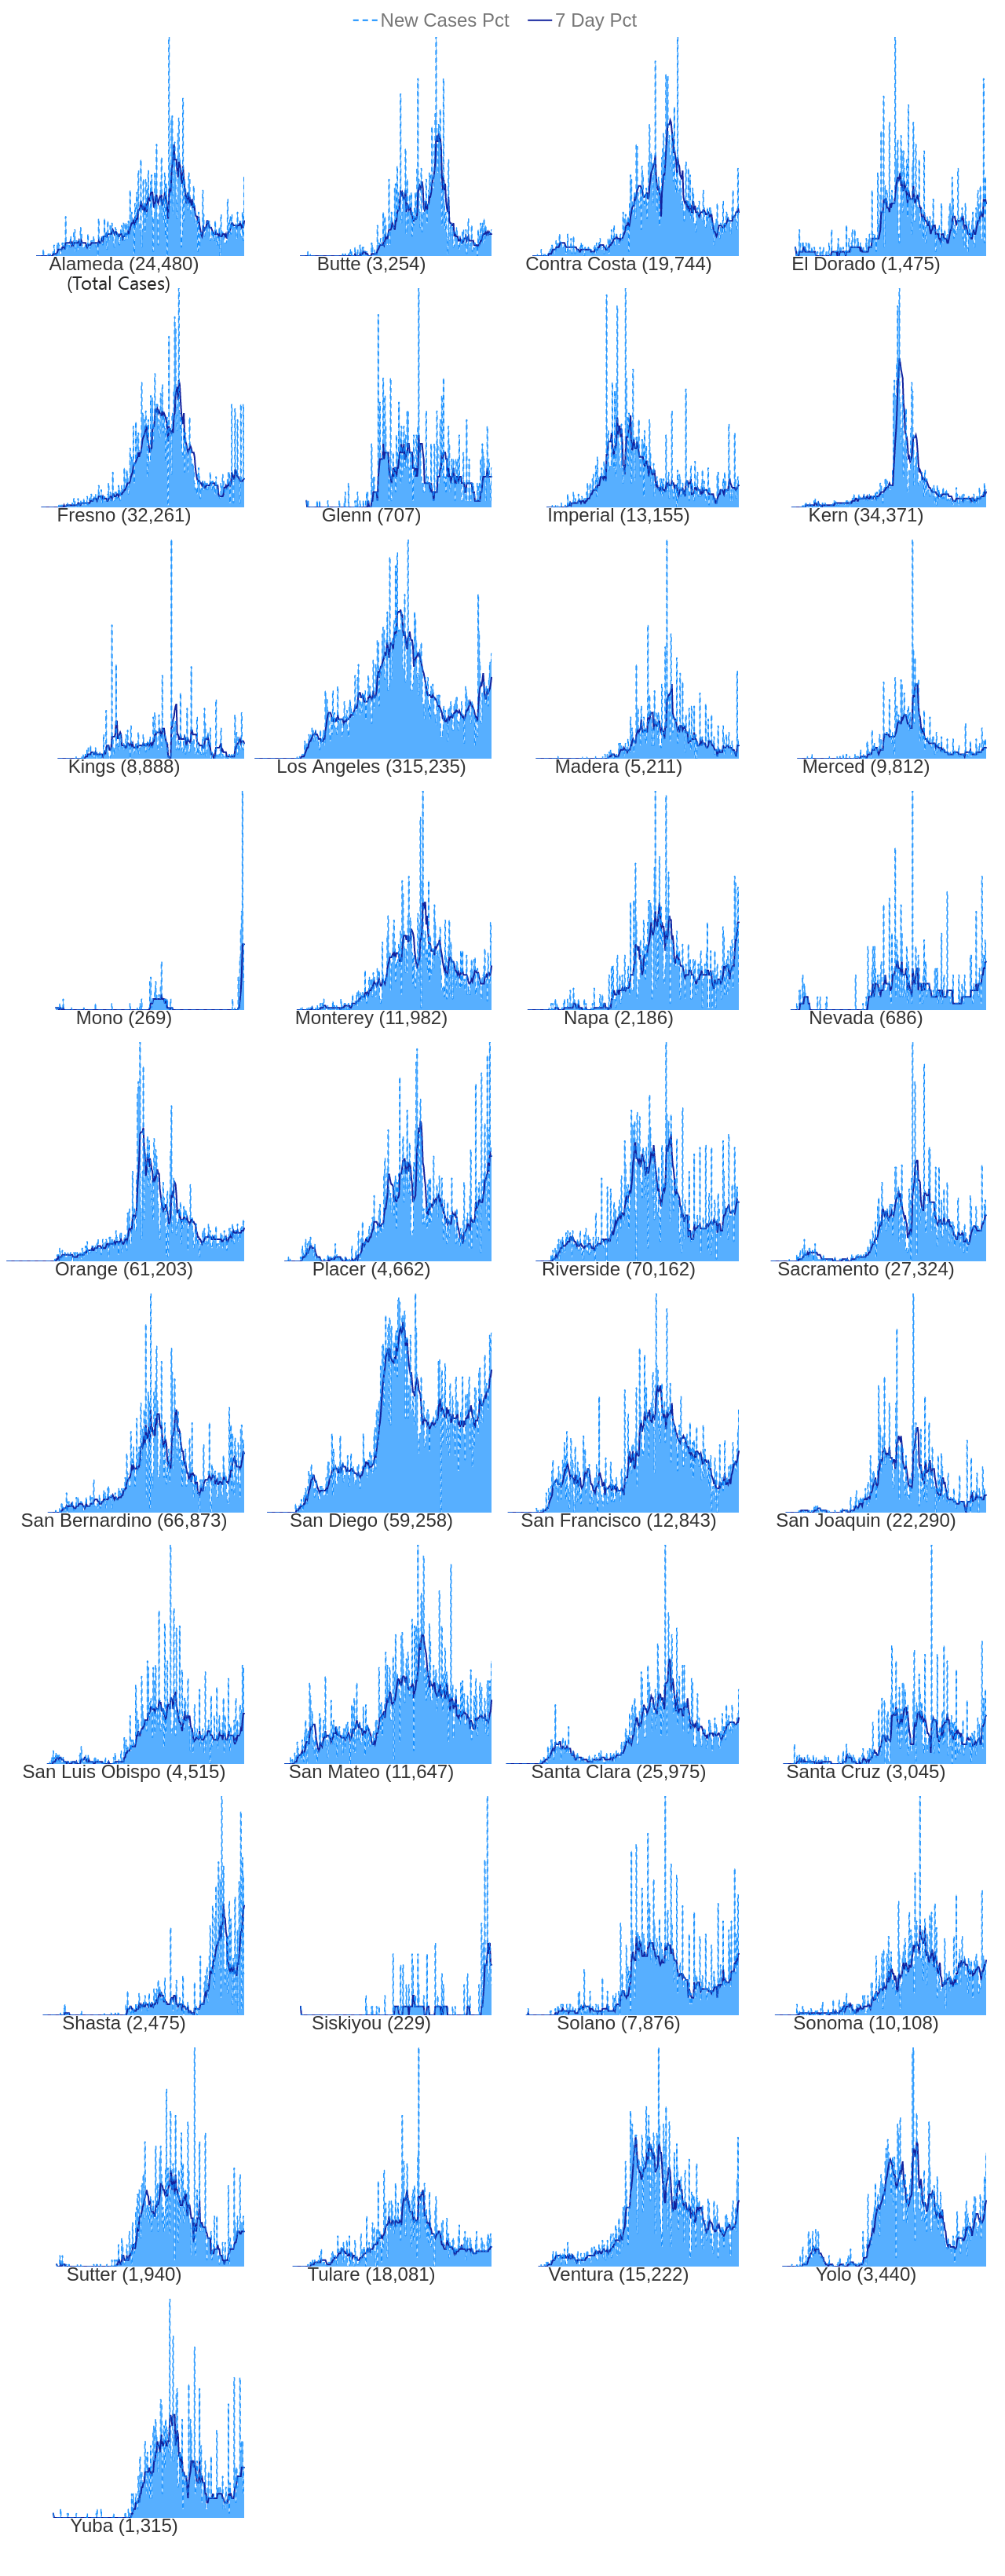 New Cases Pct 7 Day Pct
Alameda (24,480) Butte (3,254) Contra Costa (19,744) El Dorado (1,475)
(Total Cases)
Fresno (32,261) Glenn (707) Imperial (13,155) Kern (34,371)
Kings (8,888) Los Angeles (315,235) Madera (5,211) Merced (9,812)
Mono (269) Monterey (11,982) Napa (2,186) Nevada (686)
Orange (61,203) Placer (4,662) Riverside (70,162) Sacramento (27,324)
San Bernardino (66,873) San Diego (59,258) San Francisco (12,843) San Joaquin (22,290)
San Luis Obispo (4,515) San Mateo (11,647) Santa Clara (25,975) Santa Cruz (3,045)
Shasta (2,475) Siskiyou (229) Solano (7,876) Sonoma (10,108)
Sutter (1,940) Tulare (18,081) Ventura (15,222) Yolo (3,440)
Yuba (1,315)